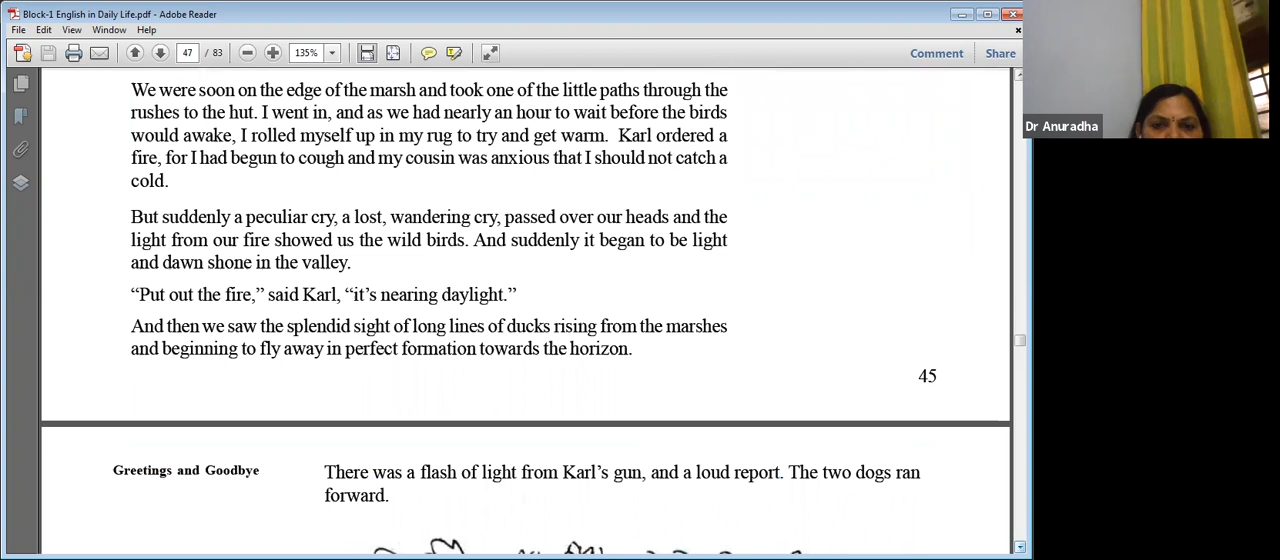 Block-1 English in Daily Life.pdf - Adobe Reader
File Edit View Window Help
47 / 83 135% Comment Share
We were soon on the edge of the marsh and took one of the little paths through the
rushes to the hut. I went in, and as we had nearly an hour to wait before the birds
would awake, I rolled myself up in my rug to try and get warm. Karl ordered a
fire, for I had begun to cough and my cousin was anxious that I should not catch a
cold.
But suddenly a peculiar cry, a lost, wandering cry, passed over our heads and the
light from our fire showed us the wild birds. And suddenly it began to be light
and dawn shone in the valley.
“Put out the fire,” said Karl, “it’s nearing daylight.”
And then we saw the splendid sight of long lines of ducks rising from the marshes
and beginning to fly away in perfect formation towards the horizon.
45
Greetings and Goodbye
There was a flash of light from Karl’s gun, and a loud report. The two dogs ran
forward.
Dr Anuradha